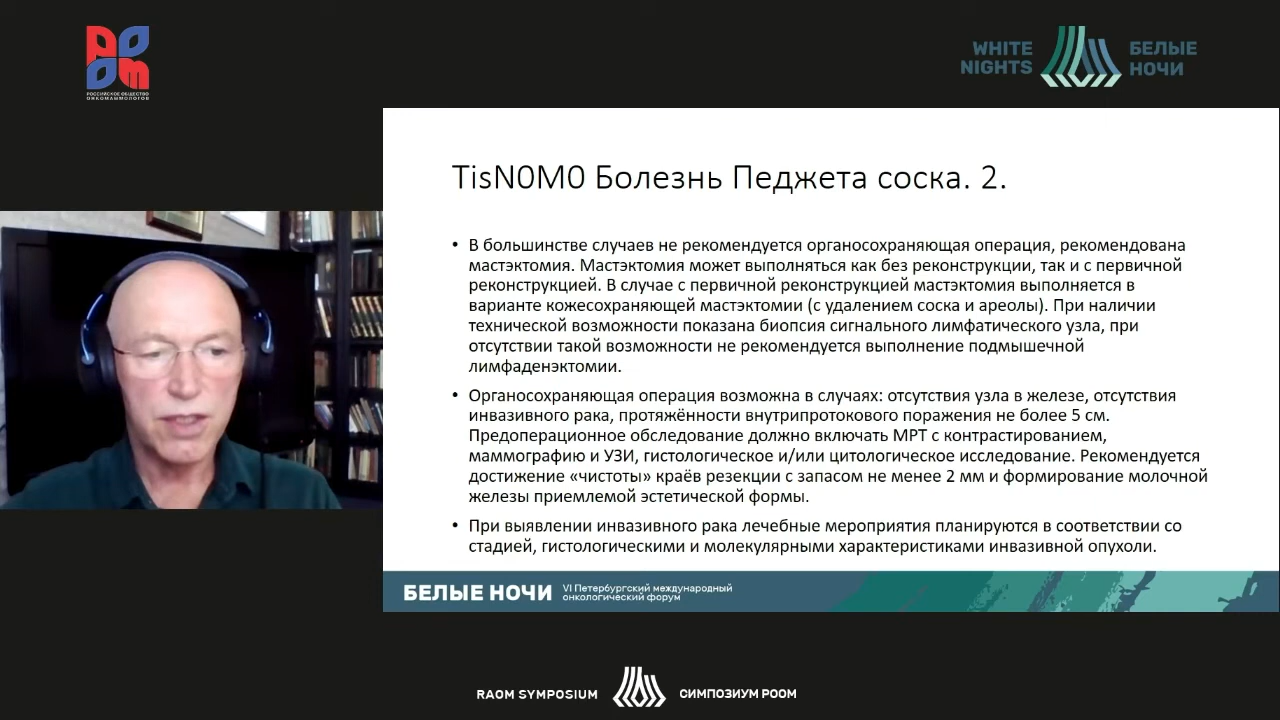 РОССИЙСКОЕ ОБЩЕСТВО
ОНКОМАММОЛОГОВ
WHITE
NIGHTS
БЕЛЫЕ
НОЧИ
TisN0M0 Болезнь Педжета соска. 2.
• В большинстве случаев не рекомендуется органосохраняющая операция, рекомендована
мастэктомия. Мастэктомия может выполняться как без реконструкции, так и с первичной
реконструкцией. В случае с первичной реконструкцией мастэктомия выполняется в
варианте кожесохраняющей мастэктомии (с удалением соска и ареолы). При наличии
технической возможности показана биопсия сигнального лимфатического узла, при
отсутствии такой возможности не рекомендуется выполнение подмышечной
лимфаденэктомии.
• Органосохраняющая операция возможна в случаях: отсутствия узла в железе, отсутствия
инвазивного рака, протяжённости внутрипротокового поражения не более 5 см.
Предоперационное обследование должно включать МРТ с контрастированием,
маммографию и УЗИ, гистологическое и/или цитологическое исследование. Рекомендуется
достижение «чистоты» краёв резекции с запасом не менее 2 мм и формирование молочной
железы приемлемой эстетической формы.
• При выявлении инвазивного рака лечебные мероприятия планируются в соответствии со
стадией, гистологическими и молекулярными характеристиками инвазивной опухоли.
БЕЛЫЕ НОЧИ
VI Петербургский международный
онкологический форум
RAOM SYMPOSIUM
СИМПОЗИУМ РООМ